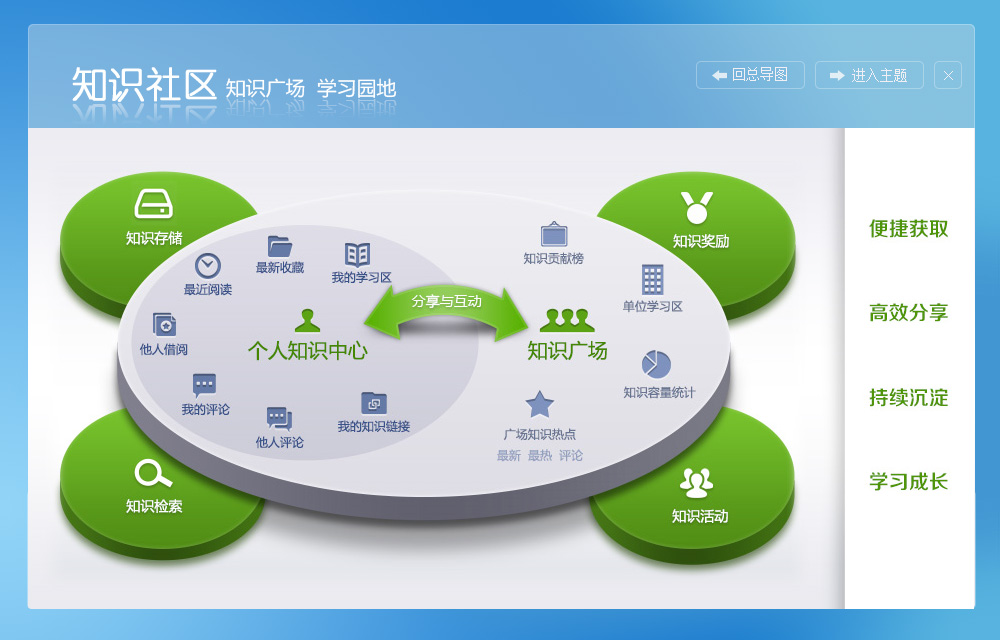 知识社区 知识广场 学习园地
回总导图
进入主题
知识存储
知识奖励
最近阅读
最新收藏
我的学习区
知识贡献榜
单位学习区
分享与互动
他人借阅
个人知识中心
知识广场
知识容量统计
我的评论
他人评论
我的知识链接
广场知识热点
最新 最热 评论
知识检索
知识活动
便捷获取
高效分享
持续沉淀
学习成长